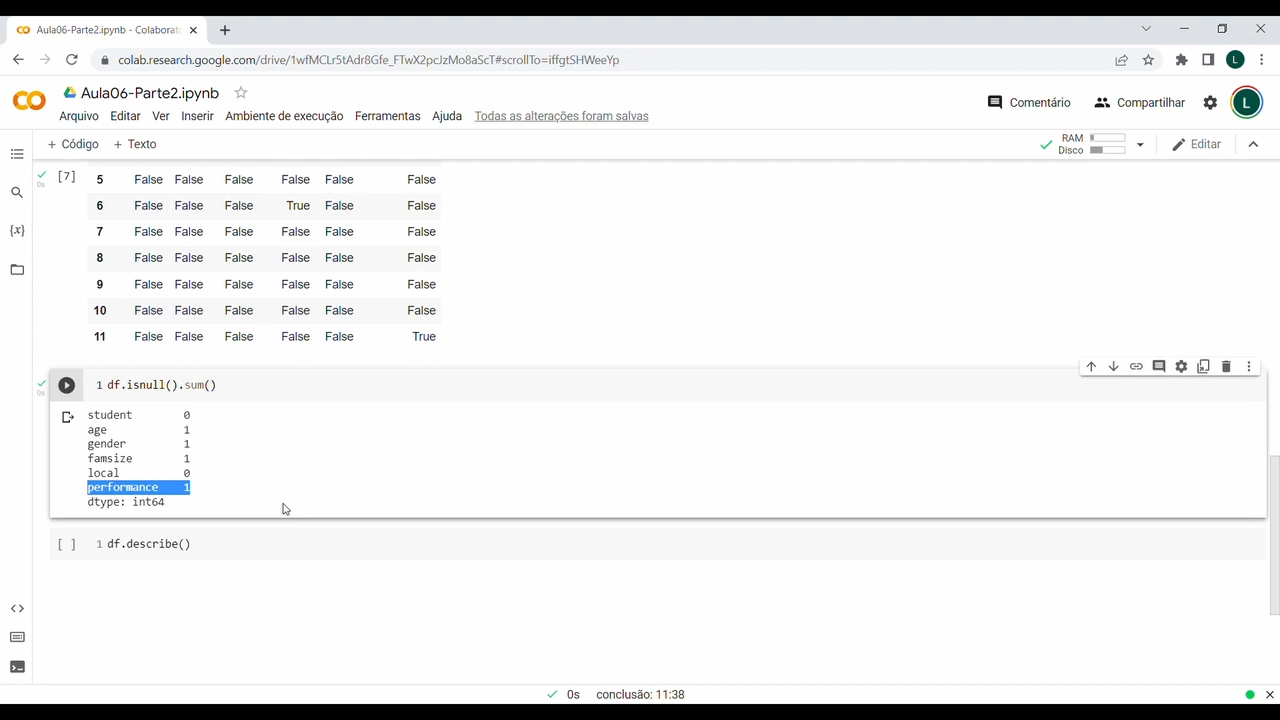 Aula06-Parte2.ipynb - Colaborat
colab.research.google.com/drive/1wfMCLr5tAdr8Gfe_FTwX2pcJzMo8aScT#scrollTo=iffgtSHWeeYp
L
Aula06-Parte2.ipynb
Comentário Compartilhar L
Arquivo Editar Ver Inserir Ambiente de execução Ferramentas Ajuda Todas as alterações foram salvas
+ Código + Texto RAM Disco Editar
[7] 5 False False False False False False
0s
6 False False False True False False
7 False False False False False False
{x}
8 False False False False False False
9 False False False False False False
10 False False False False False False
11 False False False False False True
1 df.isnull().sum()
0s
student 0
age 1
gender 1
famsize 1
local 0
performance 1
dtype: int64
[ ] 1 df.describe()
0s conclusão: 11:38